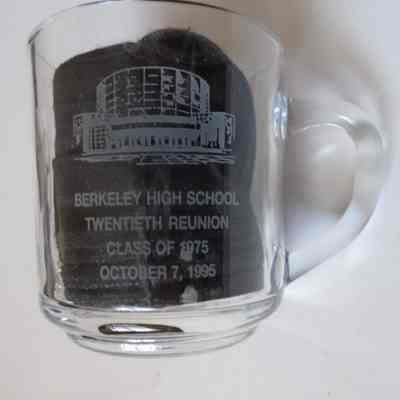 BERKELEY HIGH SCHOOL
TWENTIETH REUNION
CLASS OF 1975
OCTOBER 7, 1995